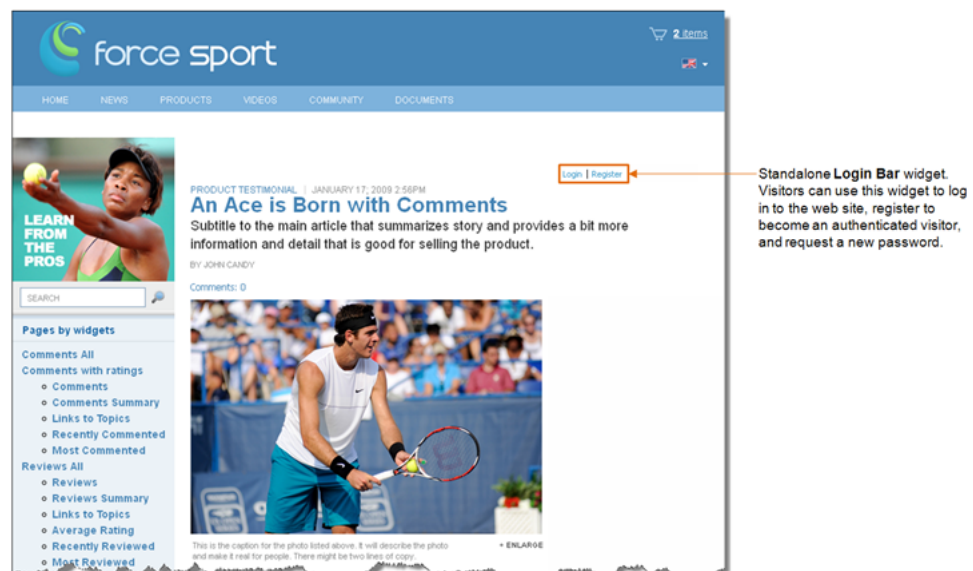 force sport
2 items
HOME NEWS PRODUCTS VIDEOS COMMUNITY DOCUMENTS
LEARN
FROM
THE
PROS
SEARCH
Pages by widgets
Comments All
Comments with ratings
Comments
Comments Summary
Links to Topics
Recently Commented
Most Commented
Reviews All
Reviews
Reviews Summary
Links to Topics
Average Rating
Recently Reviewed
Most Reviewed
Login | Register
PRODUCT TESTIMONIAL | JANUARY 17, 2009 2:56PM
An Ace is Born with Comments
Subtitle to the main article that summarizes story and provides a bit more
information and detail that is good for selling the product.
BY JOHN CANDY
Comments: 0
This is the caption for the photo listed above. It will describe the photo
and make it real for people. There might be two lines of copy.
+ ENLARGE
Standalone Login Bar widget.
Visitors can use this widget to log
in to the web site, register to
become an authenticated visitor,
and request a new password.